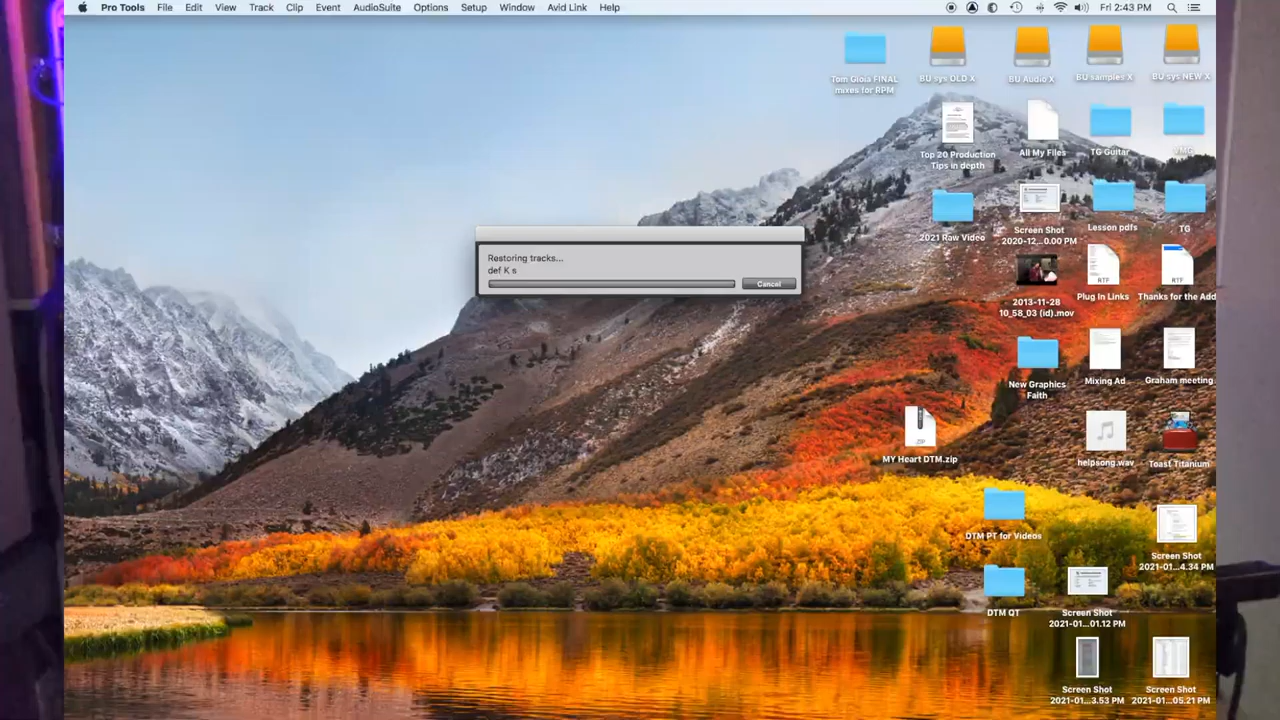 Pro Tools File Edit View Track Clip Event AudioSuite Options Setup Window Avid Link Help Fri 2:43 PM
Tom Gioia FINAL
mixes for RPM
BU sys OLD X
BU Audio X
BU samples X
BU sys NEW X
Top 20 Production
Tips in depth
All My Files
TG Guitar
VMG
2021 Raw Video
Screen Shot
2020-12...0.00 PM
Lesson pdfs
TG
Restoring tracks...
def K s
Cancel
2013-11-28
10_58_03 (id).mov
RTF
Plug In Links
RTF
Thanks for the Add
New Graphics
Faith
Mixing Ad
Graham meeting
ZIP
MY Heart DTM.zip
helpsong.wav
Toast Titanium
DTM PT for Videos
Screen Shot
2021-01...4.34 PM
DTM QT
Screen Shot
2021-01...01.12 PM
Screen Shot
2021-01...3.53 PM
Screen Shot
2021-01...05.21 PM